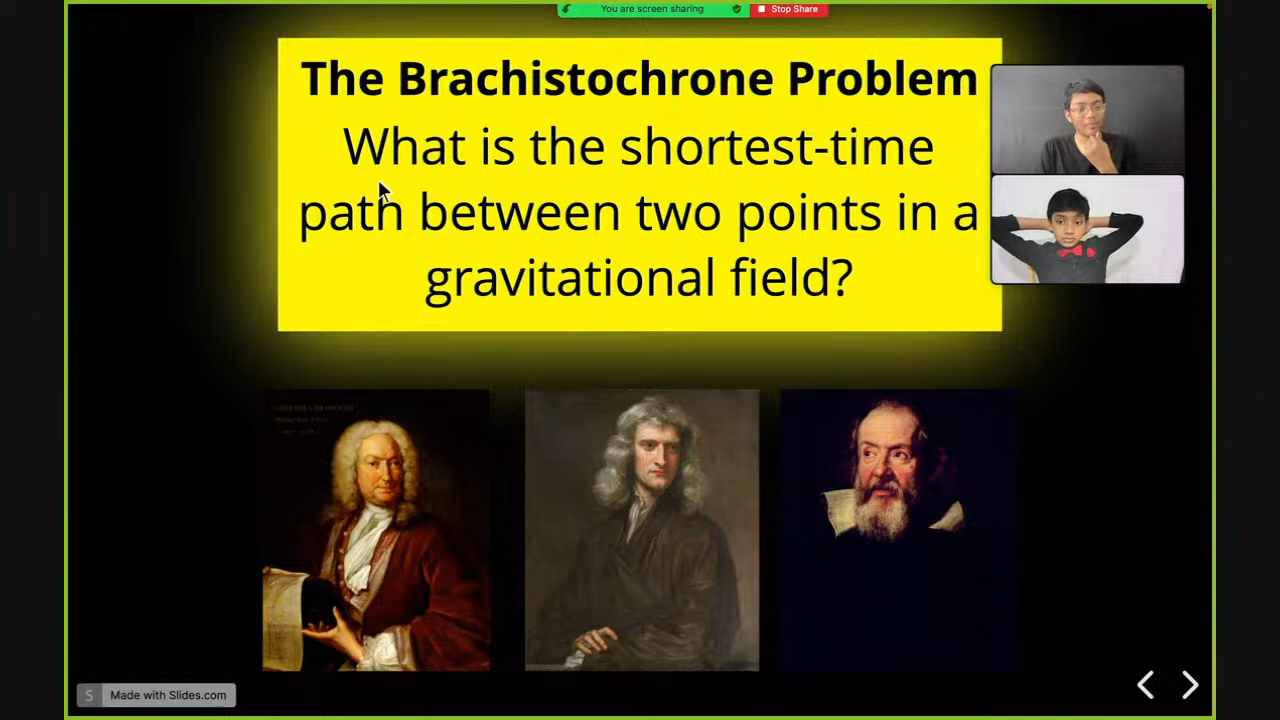 You are screen sharing Stop Share
The Brachistochrone Problem
What is the shortest-time
path between two points in a
gravitational field?
S Made with Slides.com